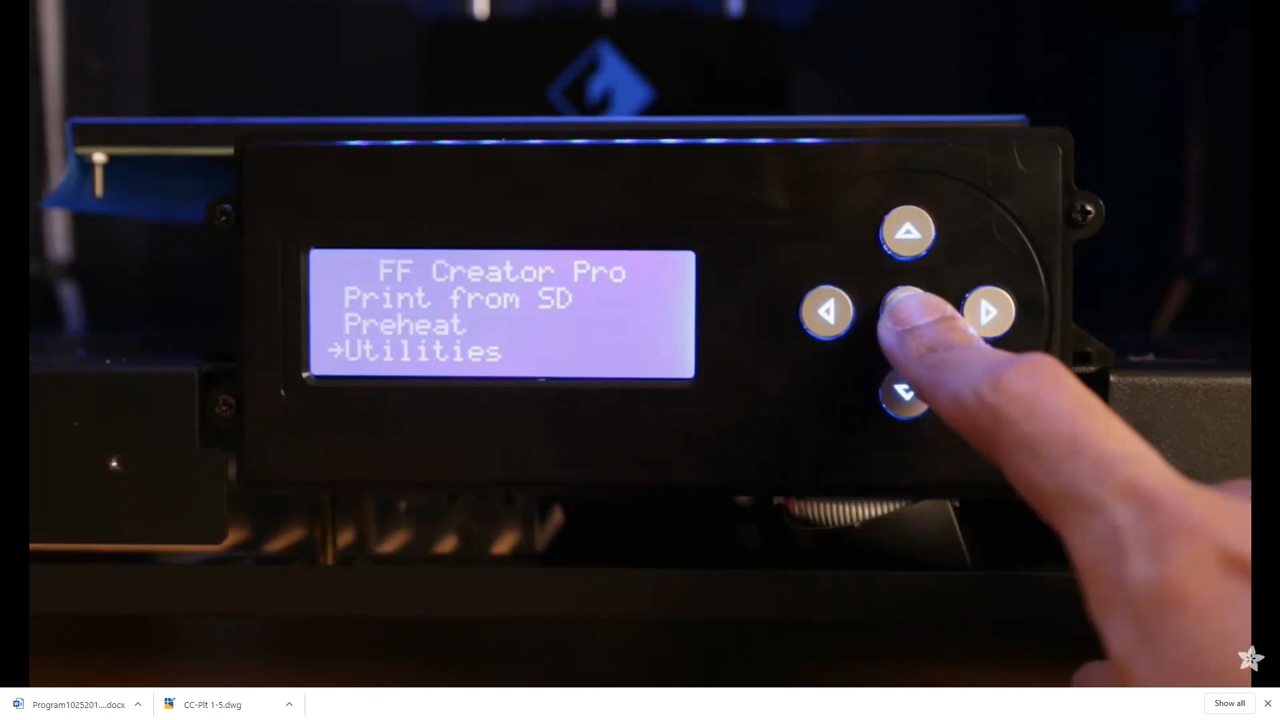 FF Creator Pro
Print from SD
Preheat
→Utilities
Program1025201....docx
CC-Plt 1-5.dwg
Show all